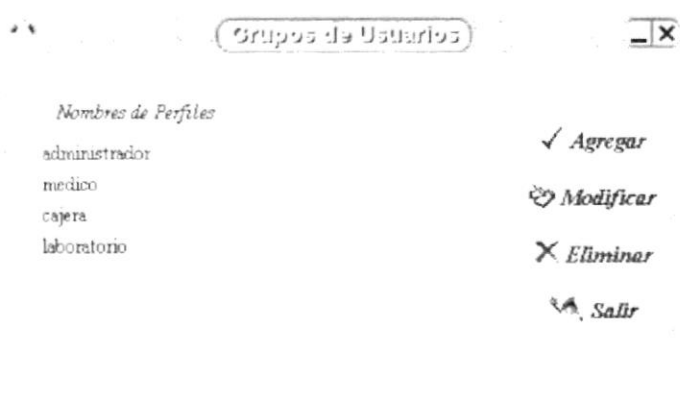 Grupos de Usuarios
Nombres de Perfiles
administrador
medico
cajera
laboratorio
Agregar
Modificar
Eliminar
Salir